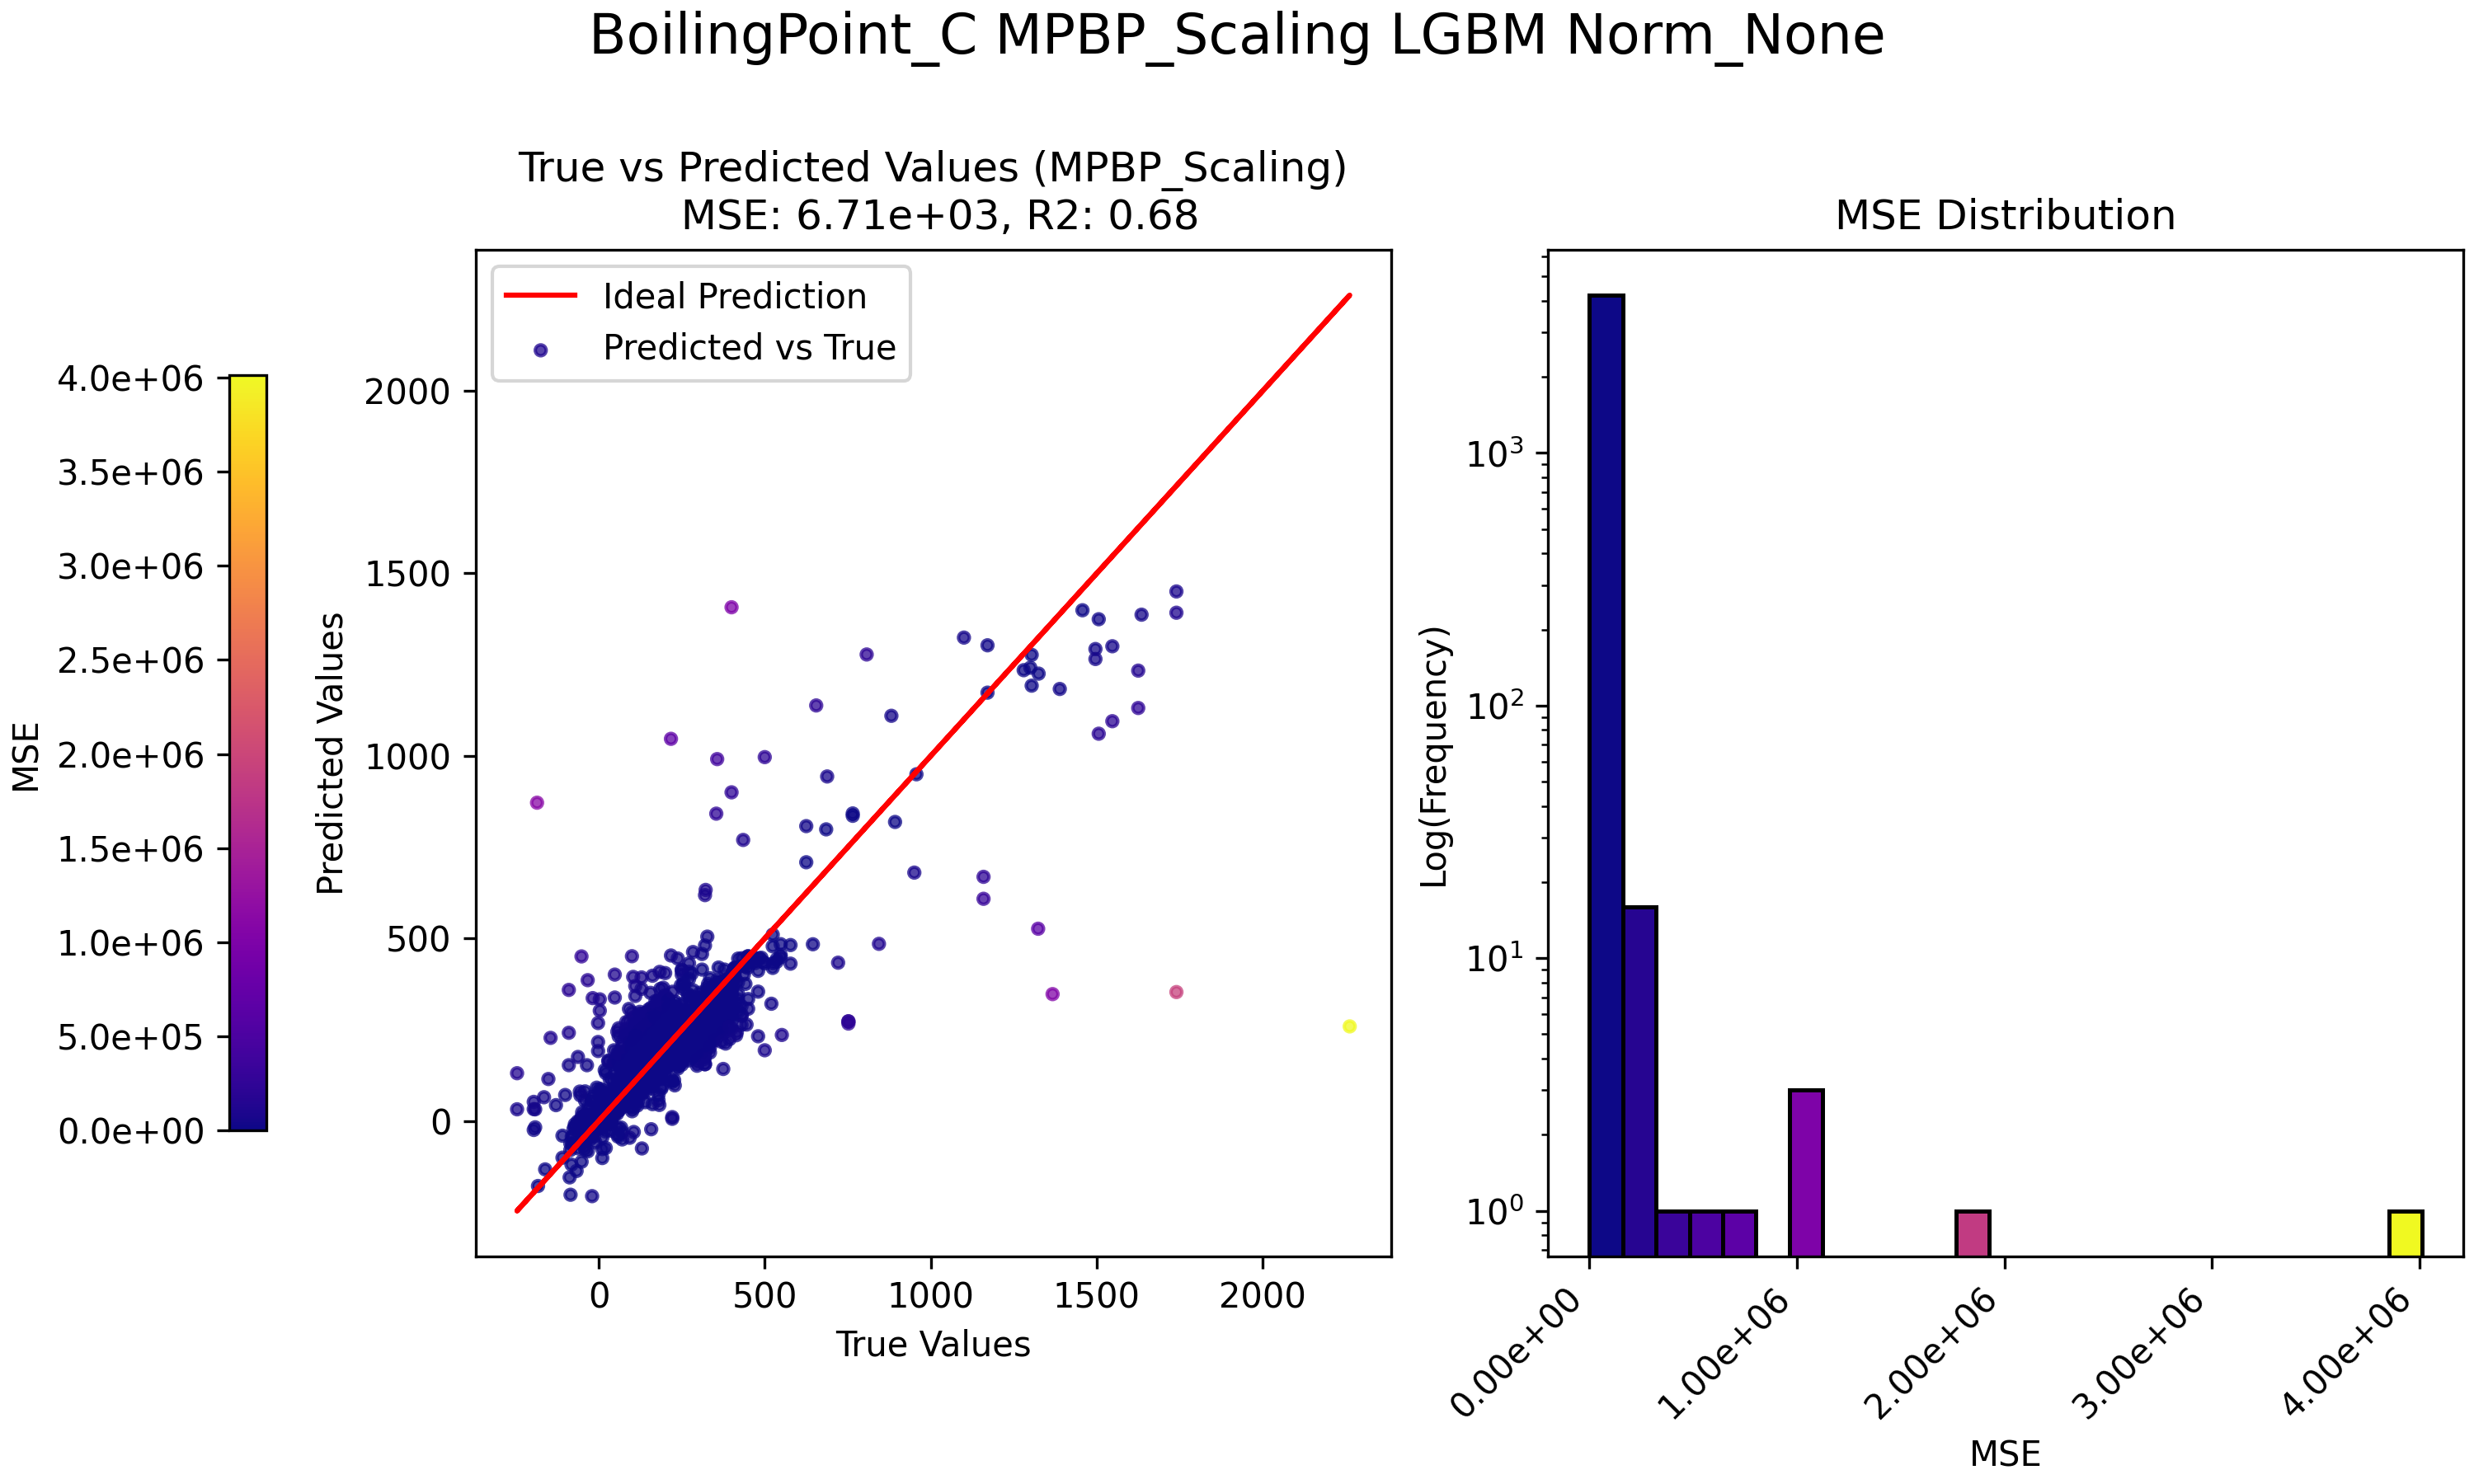 BoilingPoint_C MPBP_Scaling LGBM Norm_None
4.0e+06
3.5e+06
3.0e+06
2.5e+06
2.0e+06
1.5e+06
1.0e+06
5.0e+05
0.0e+00
MSE
True vs Predicted Values (MPBP_Scaling)
MSE: 6.71e+03, R2: 0.68
Ideal Prediction
Predicted vs True
2000
1500
1000
500
0
Predicted Values
0 500 1000 1500 2000
True Values
MSE Distribution
10³
10²
10¹
10⁰
Log(Frequency)
0.00e+00 1.00e+06 2.00e+06 3.00e+06 4.00e+06
MSE